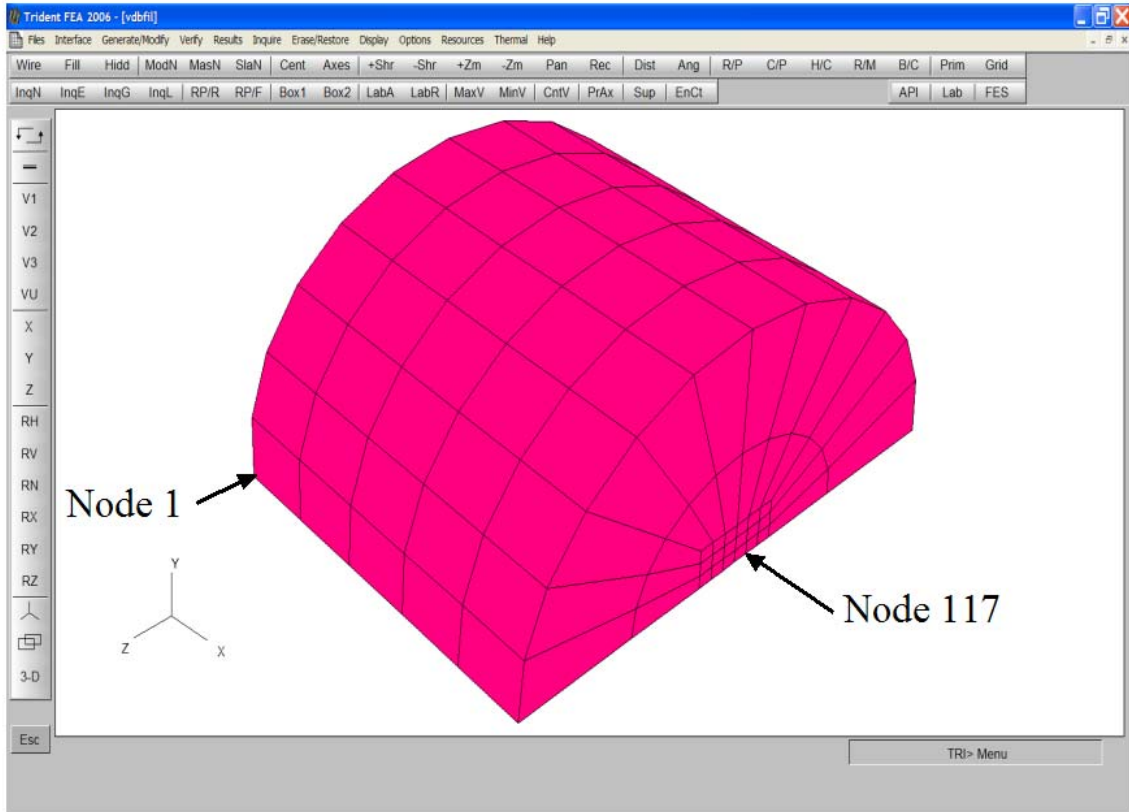 Trident FEA 2006 - [vdbfil]
Files Interface Generate/Modify Verify Results Inquire Erase/Restore Display Options Resources Thermal Help
Wire Fill Hidd ModN MasN SlaN Cent Axes +Shr -Shr +Zm -Zm Pan Rec Dist Ang R/P C/P H/C R/M B/C Prim Grid
InqN InqE InqG InqL RP/R RP/F Box1 Box2 LabA LabR MaxV MinV CntV PrAx Sup EnCt API Lab FES
V1
V2
V3
VU
X
Y
Z
RH
RV
RN
RX
RY
RZ
3-D
Esc
Node 1
Y
Z
X
Node 117
TRI> Menu